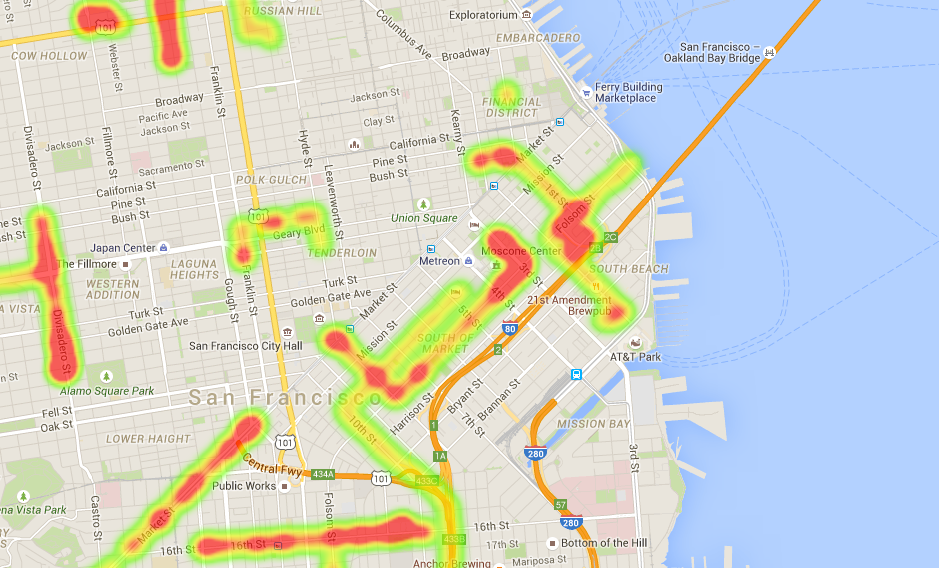 RUSSIAN HILL
Exploratorium
Columbus Ave
EMBARCADERO
101
COW HOLLOW
Webster St
Franklin St
Broadway
San Francisco –
Oakland Bay Bridge
Ferry Building
Marketplace
Jackson St
FINANCIAL
DISTRICT
Broadway
Pacific Ave
Jackson St
Clay St
Kearny St
Divisadero St
Fillmore St
Hyde St
California St
Market St
Jackson St
Sacramento St
Pine St
Bush St
Mission St
California St
Pine St
Bush St
POLK GULCH
Leavenworth St
1st St
Folsom St
101
Union Square
Geary Blvd
2C
Japan Center
Moscone Center
TENDERLOIN
Metreon
The Fillmore
LAGUNA
HEIGHTS
3rd St
SOUTH BEACH
WESTERN
ADDITION
Gough St
Franklin St
Turk St
Golden Gate Ave
Market St
4th St
5th St
21st Amendment
Brewpub
Turk St
Golden Gate Ave
Mission St
80
Divisadero St
San Francisco City Hall
SOUTH OF
MARKET
2
AT&T Park
Alamo Square Park
San Francisco
Fell St
Oak St
10th St
Harrison St
Bryant St
Brannan St
7th St
1
MISSION BAY
LOWER HAIGHT
101
280
3rd St
1A
Central Fwy
434A
101
433C
Public Works
Castro St
Folsom St
57
280
Market St
16th St
16th St
16th St
433B
17th St
Bottom of the Hill
Mariposa St
Anchor Brewing